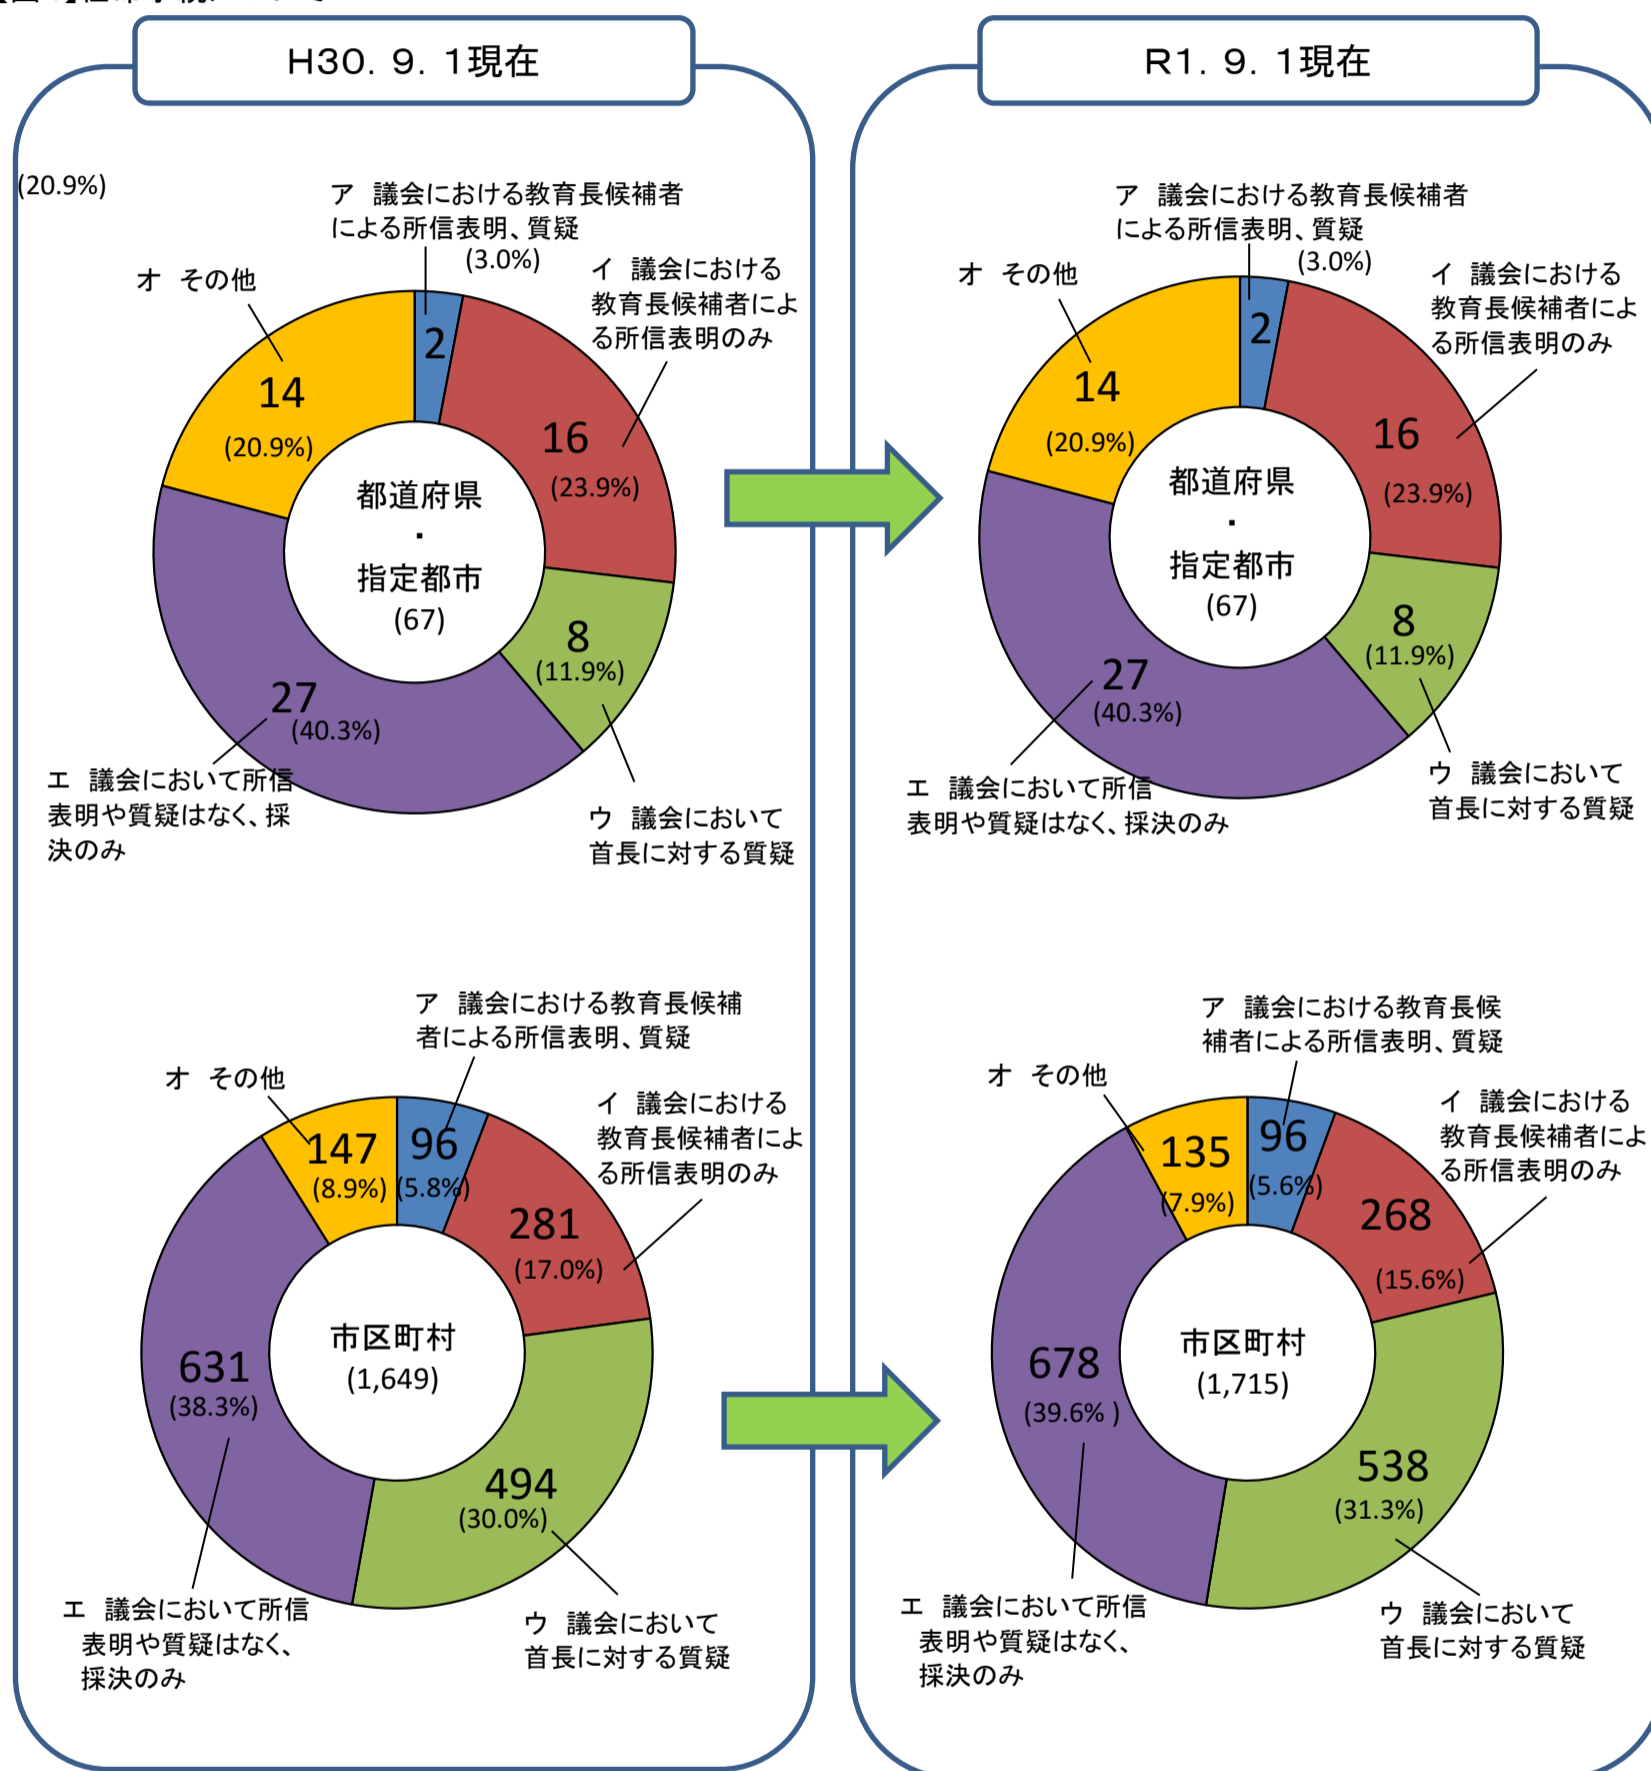 H30. 9. 1現在
(20.9%)
ア 議会における教育長候補者
による所信表明、質疑
(3.0%)
イ 議会における
教育長候補者によ
る所信表明のみ
オ その他
2
14
(20.9%)
16
(23.9%)
都道府県
・
指定都市
(67)
8
(11.9%)
27
(40.3%)
エ 議会において所信
表明や質疑はなく、採
決のみ
ウ 議会において
首長に対する質疑
ア 議会における教育長候補
者による所信表明、質疑
オ その他
イ 議会における
教育長候補者によ
る所信表明のみ
147
(8.9%)
96
(5.8%)
281
(17.0%)
市区町村
(1,649)
631
(38.3%)
494
(30.0%)
エ 議会において所信
表明や質疑はなく、
採決のみ
ウ 議会において
首長に対する質疑
R1. 9. 1現在
ア 議会における教育長候補者
による所信表明、質疑
(3.0%)
イ 議会における
教育長候補者によ
る所信表明のみ
オ その他
2
14
(20.9%)
16
(23.9%)
都道府県
・
指定都市
(67)
8
(11.9%)
27
(40.3%)
エ 議会において所信
表明や質疑はなく、採決のみ
ウ 議会において
首長に対する質疑
ア 議会における教育長候
補者による所信表明、質疑
オ その他
イ 議会における
教育長候補者によ
る所信表明のみ
135
(7.9%)
96
(5.6%)
268
(15.6%)
市区町村
(1,715)
678
(39.6% )
538
(31.3%)
エ 議会において所信
表明や質疑はなく、
採決のみ
ウ 議会において
首長に対する質疑